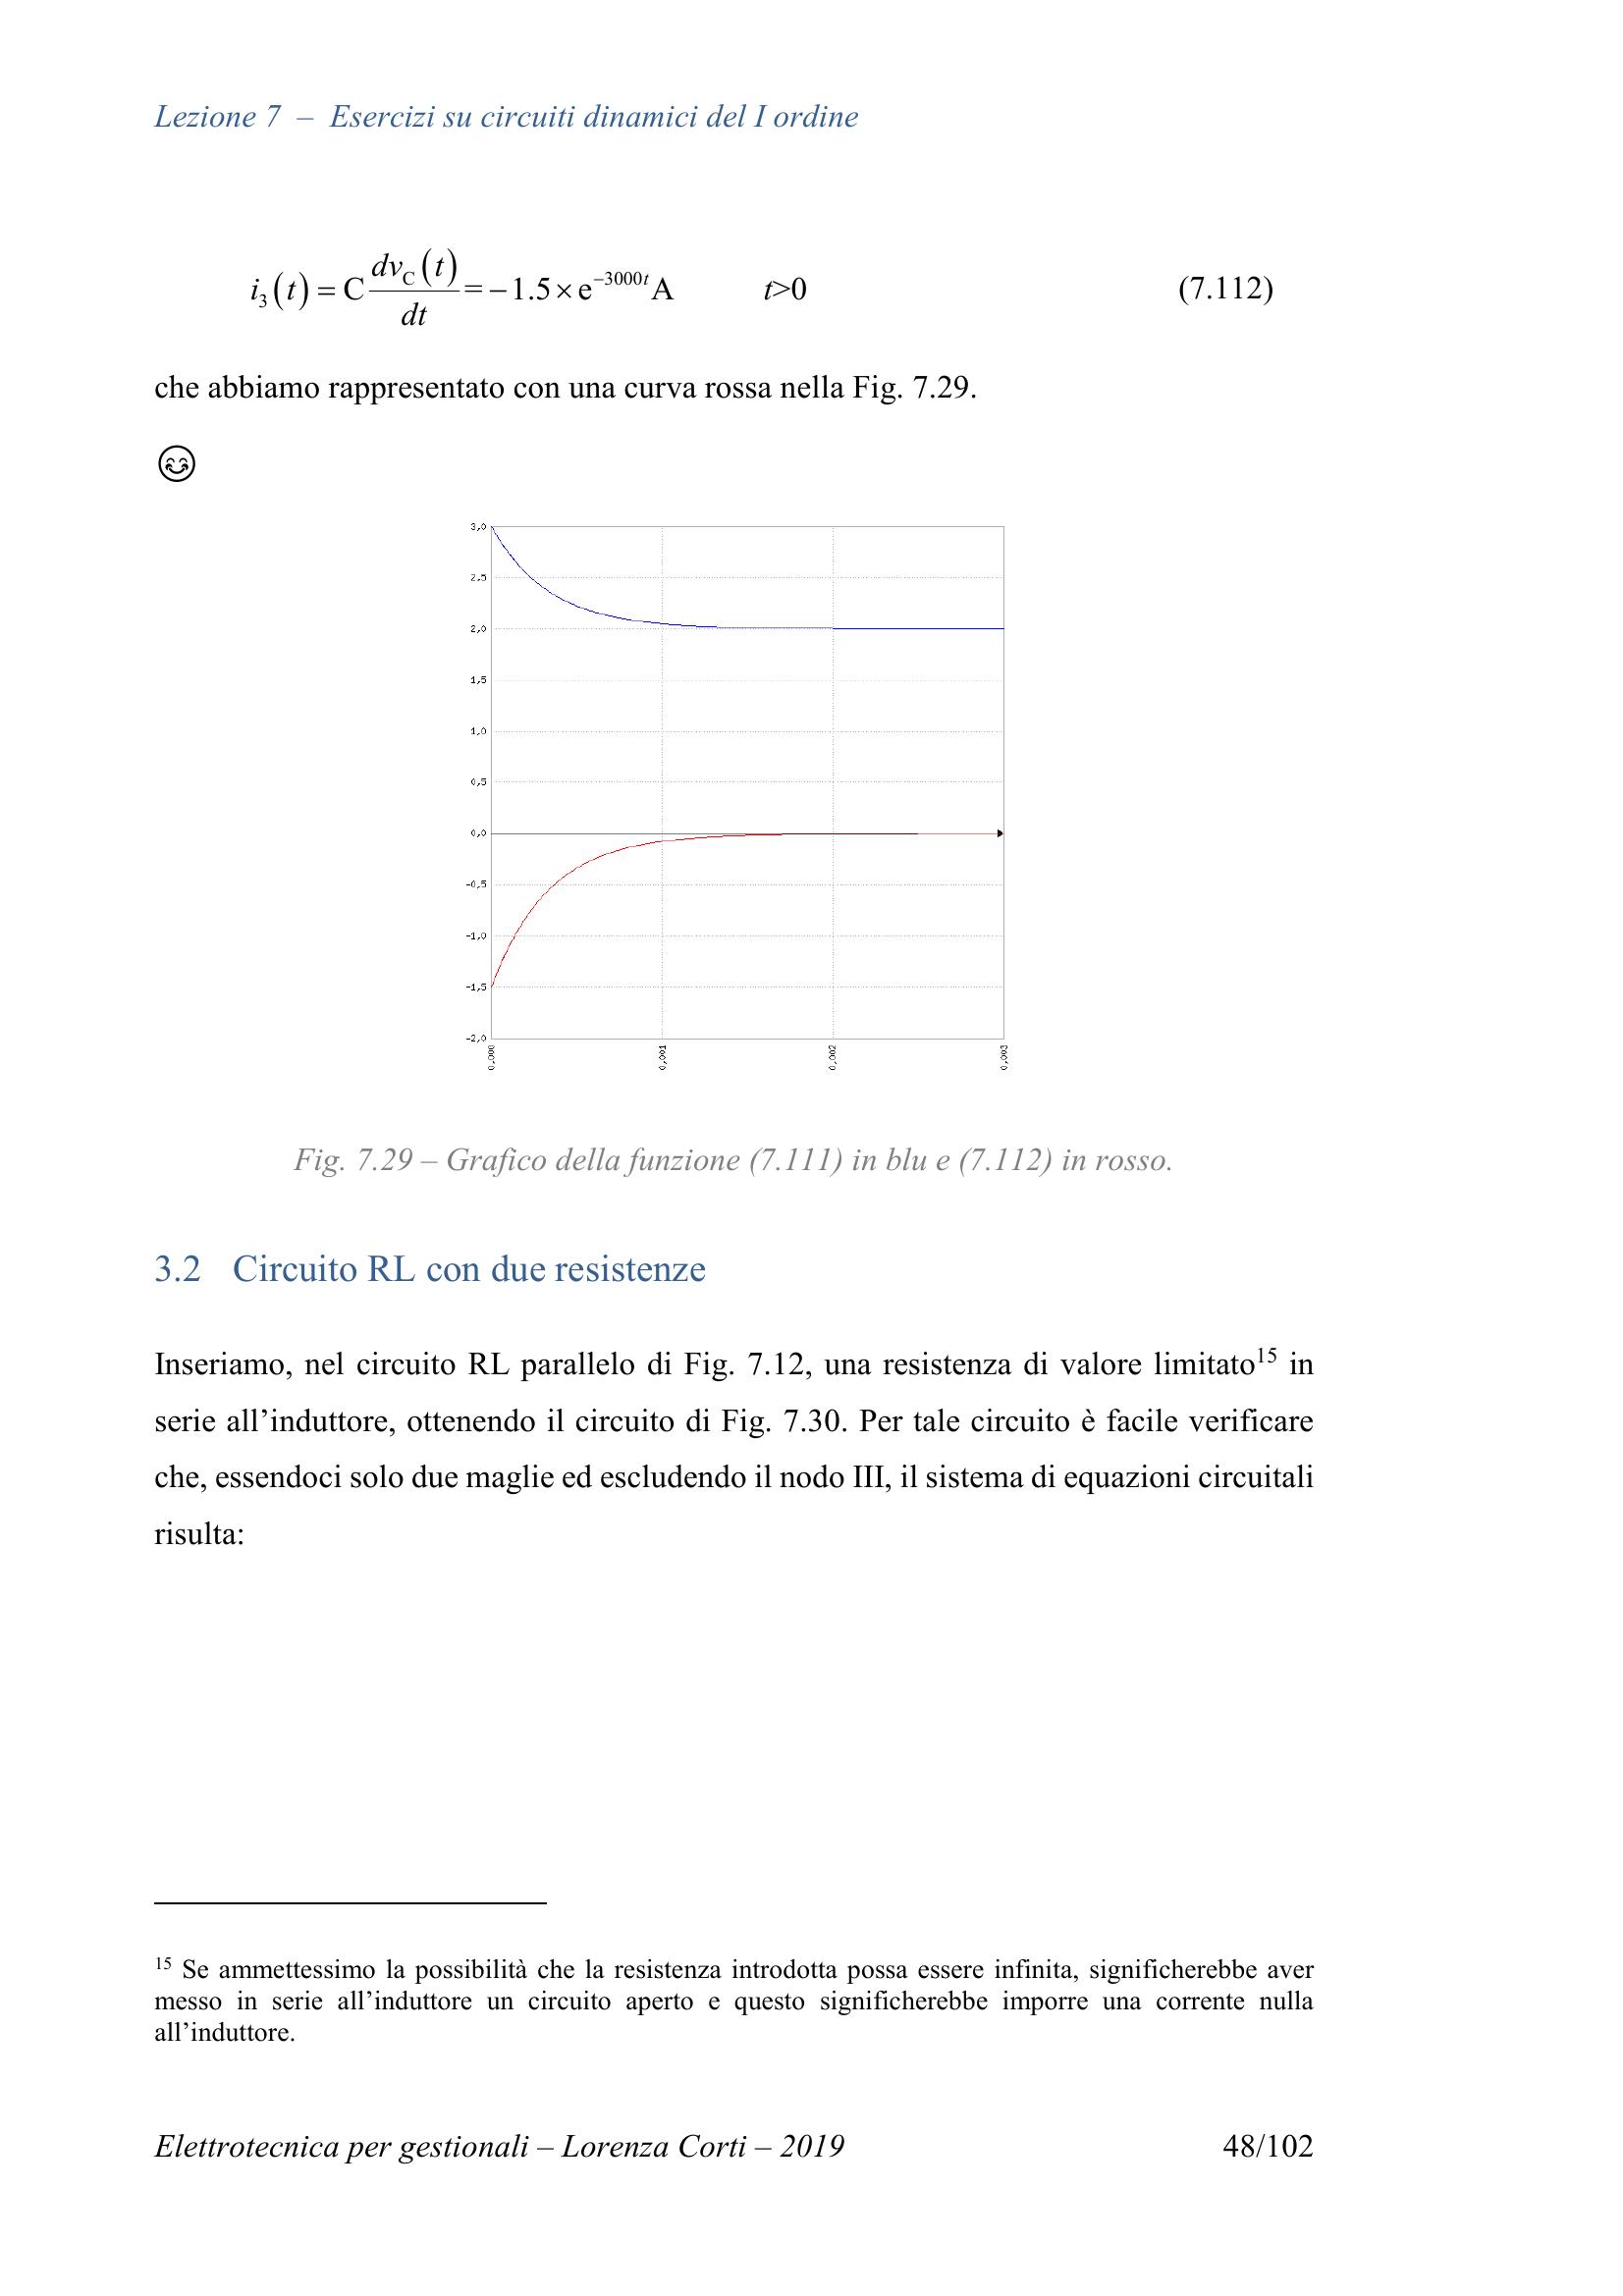 Lezione 7 – Esercizi su circuiti dinamici del I ordine
i₃(t) = C dv_C(t)/dt = −1.5×e^−3000t A t>0 (7.112)
che abbiamo rappresentato con una curva rossa nella Fig. 7.29.
3,0
2,5
2,0
1,5
1,0
0,5
0,0
-0,5
-1,0
-1,5
-2,0
0,000 0,001 0,002 0,003
Fig. 7.29 – Grafico della funzione (7.111) in blu e (7.112) in rosso.
3.2 Circuito RL con due resistenze
Inseriamo, nel circuito RL parallelo di Fig. 7.12, una resistenza di valore limitato¹⁵ in
serie all’induttore, ottenendo il circuito di Fig. 7.30. Per tale circuito è facile verificare
che, essendoci solo due maglie ed escludendo il nodo III, il sistema di equazioni circuitali
risulta:
¹⁵ Se ammettessimo la possibilità che la resistenza introdotta possa essere infinita, significherebbe aver
messo in serie all’induttore un circuito aperto e questo significherebbe imporre una corrente nulla
all’induttore.
Elettrotecnica per gestionali – Lorenza Corti – 2019 48/102